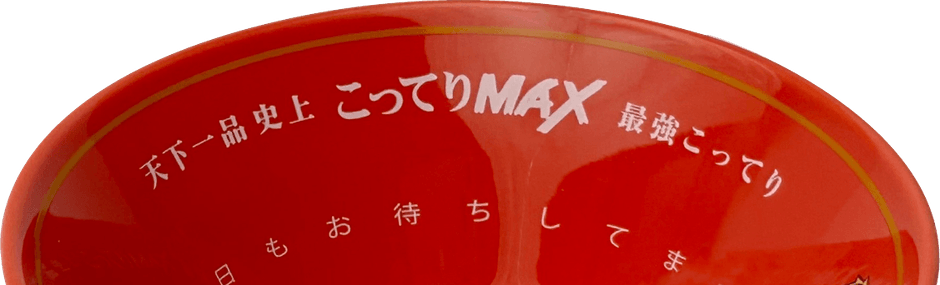 天下一品史上 こってりMAX 最強こってり
日もお待ちしてま